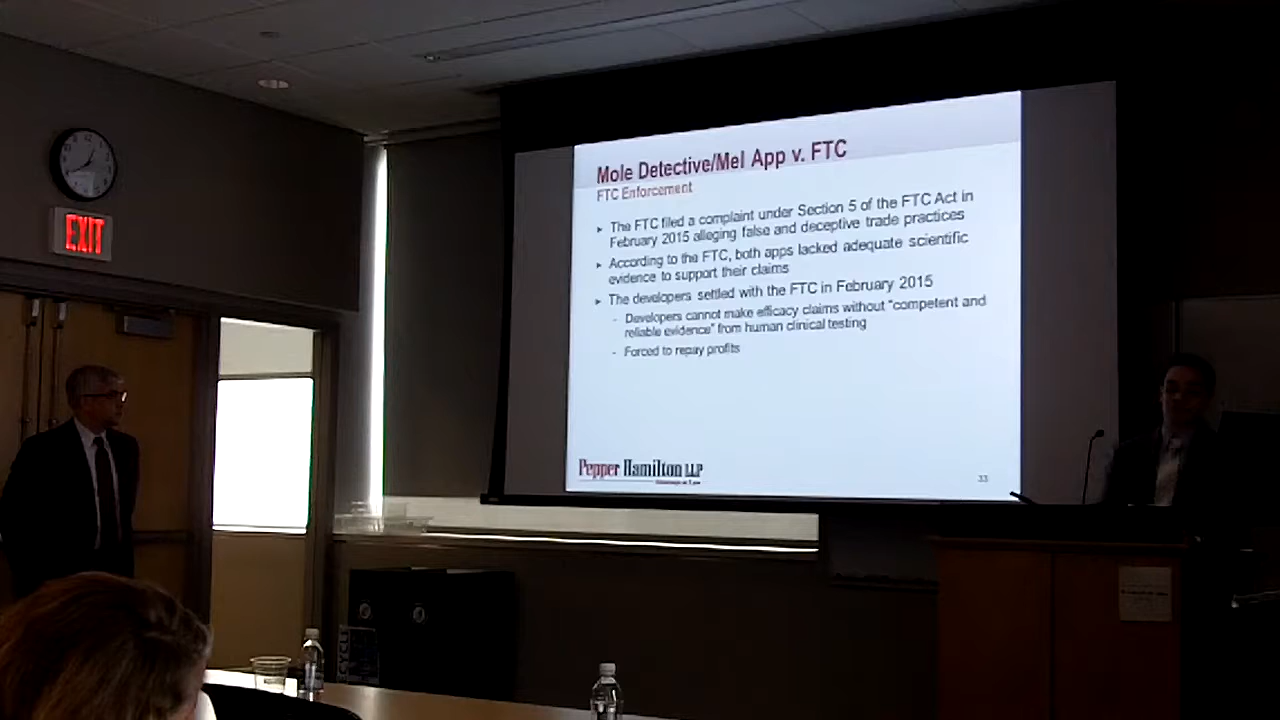 EXIT
Mole Detective/Mel App v. FTC
FTC Enforcement
The FTC filed a complaint under Section 5 of the FTC Act in
February 2015 alleging false and deceptive trade practices
According to the FTC, both apps lacked adequate scientific
evidence to support their claims
The developers settled with the FTC in February 2015
- Developers cannot make efficacy claims without "competent and
reliable evidence" from human clinical testing
- Forced to repay profits
Pepper Hamilton LLP
33